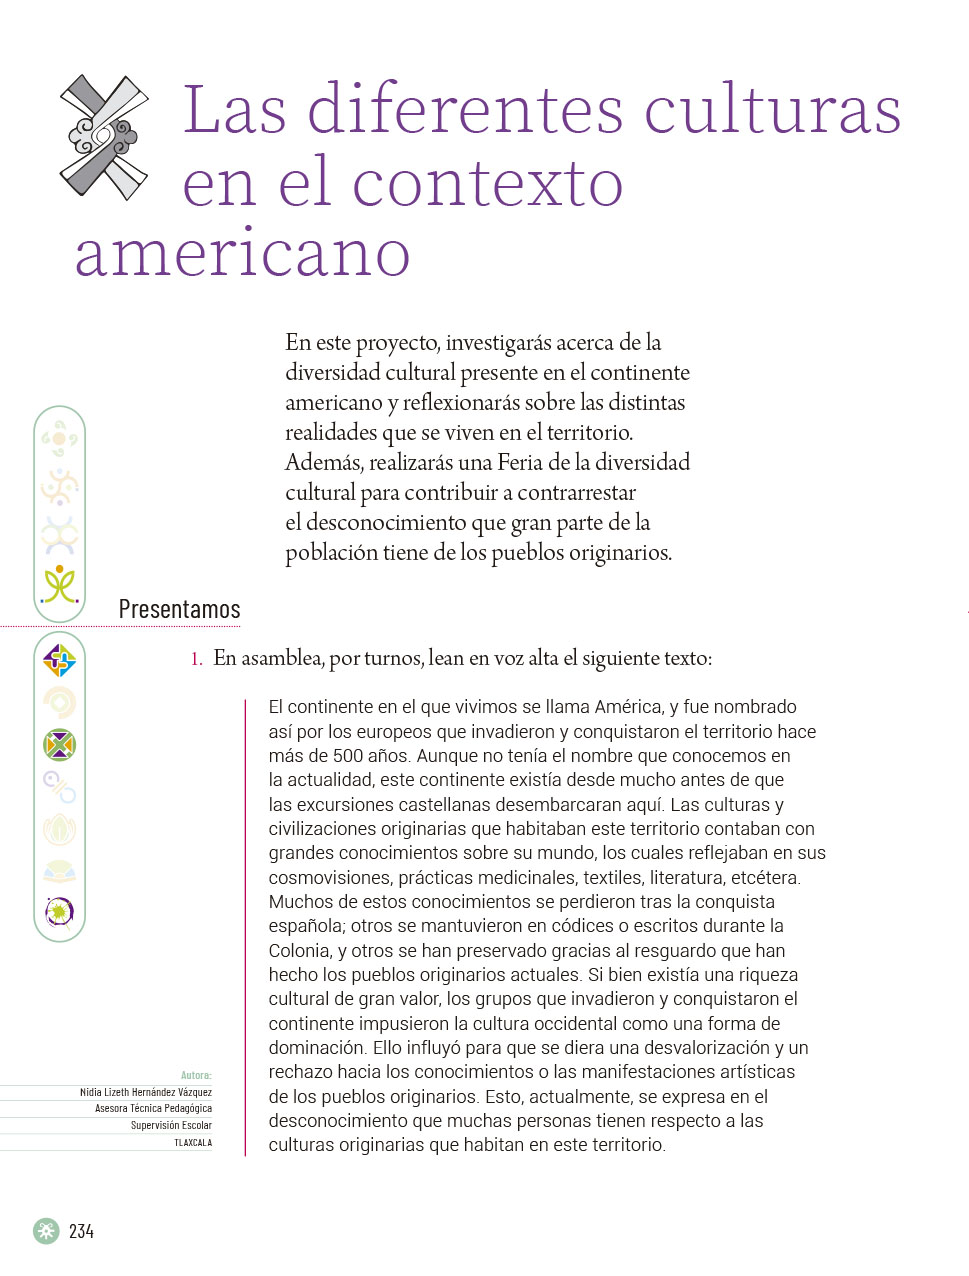 Las diferentes culturas
en el contexto
americano
En este proyecto, investigarás acerca de la
diversidad cultural presente en el continente
americano y reflexionarás sobre las distintas
realidades que se viven en el territorio.
Además, realizarás una Feria de la diversidad
cultural para contribuir a contrarrestar
el desconocimiento que gran parte de la
población tiene de los pueblos originarios.
Presentamos
1. En asamblea, por turnos, lean en voz alta el siguiente texto:
El continente en el que vivimos se llama América, y fue nombrado
así por los europeos que invadieron y conquistaron el territorio hace
más de 500 años. Aunque no tenía el nombre que conocemos en
la actualidad, este continente existía desde mucho antes de que
las excursiones castellanas desembarcaran aquí. Las culturas y
civilizaciones originarias que habitaban este territorio contaban con
grandes conocimientos sobre su mundo, los cuales reflejaban en sus
cosmovisiones, prácticas medicinales, textiles, literatura, etcétera.
Muchos de estos conocimientos se perdieron tras la conquista
española; otros se mantuvieron en códices o escritos durante la
Colonia, y otros se han preservado gracias al resguardo que han
hecho los pueblos originarios actuales. Si bien existía una riqueza
cultural de gran valor, los grupos que invadieron y conquistaron el
continente impusieron la cultura occidental como una forma de
dominación. Ello influyó para que se diera una desvalorización y un
rechazo hacia los conocimientos o las manifestaciones artísticas
de los pueblos originarios. Esto, actualmente, se expresa en el
desconocimiento que muchas personas tienen respecto a las
culturas originarias que habitan en este territorio.
Autora:
Nidia Lizeth Hernández Vázquez
Asesora Técnica Pedagógica
Supervisión Escolar
TLAXCALA
234